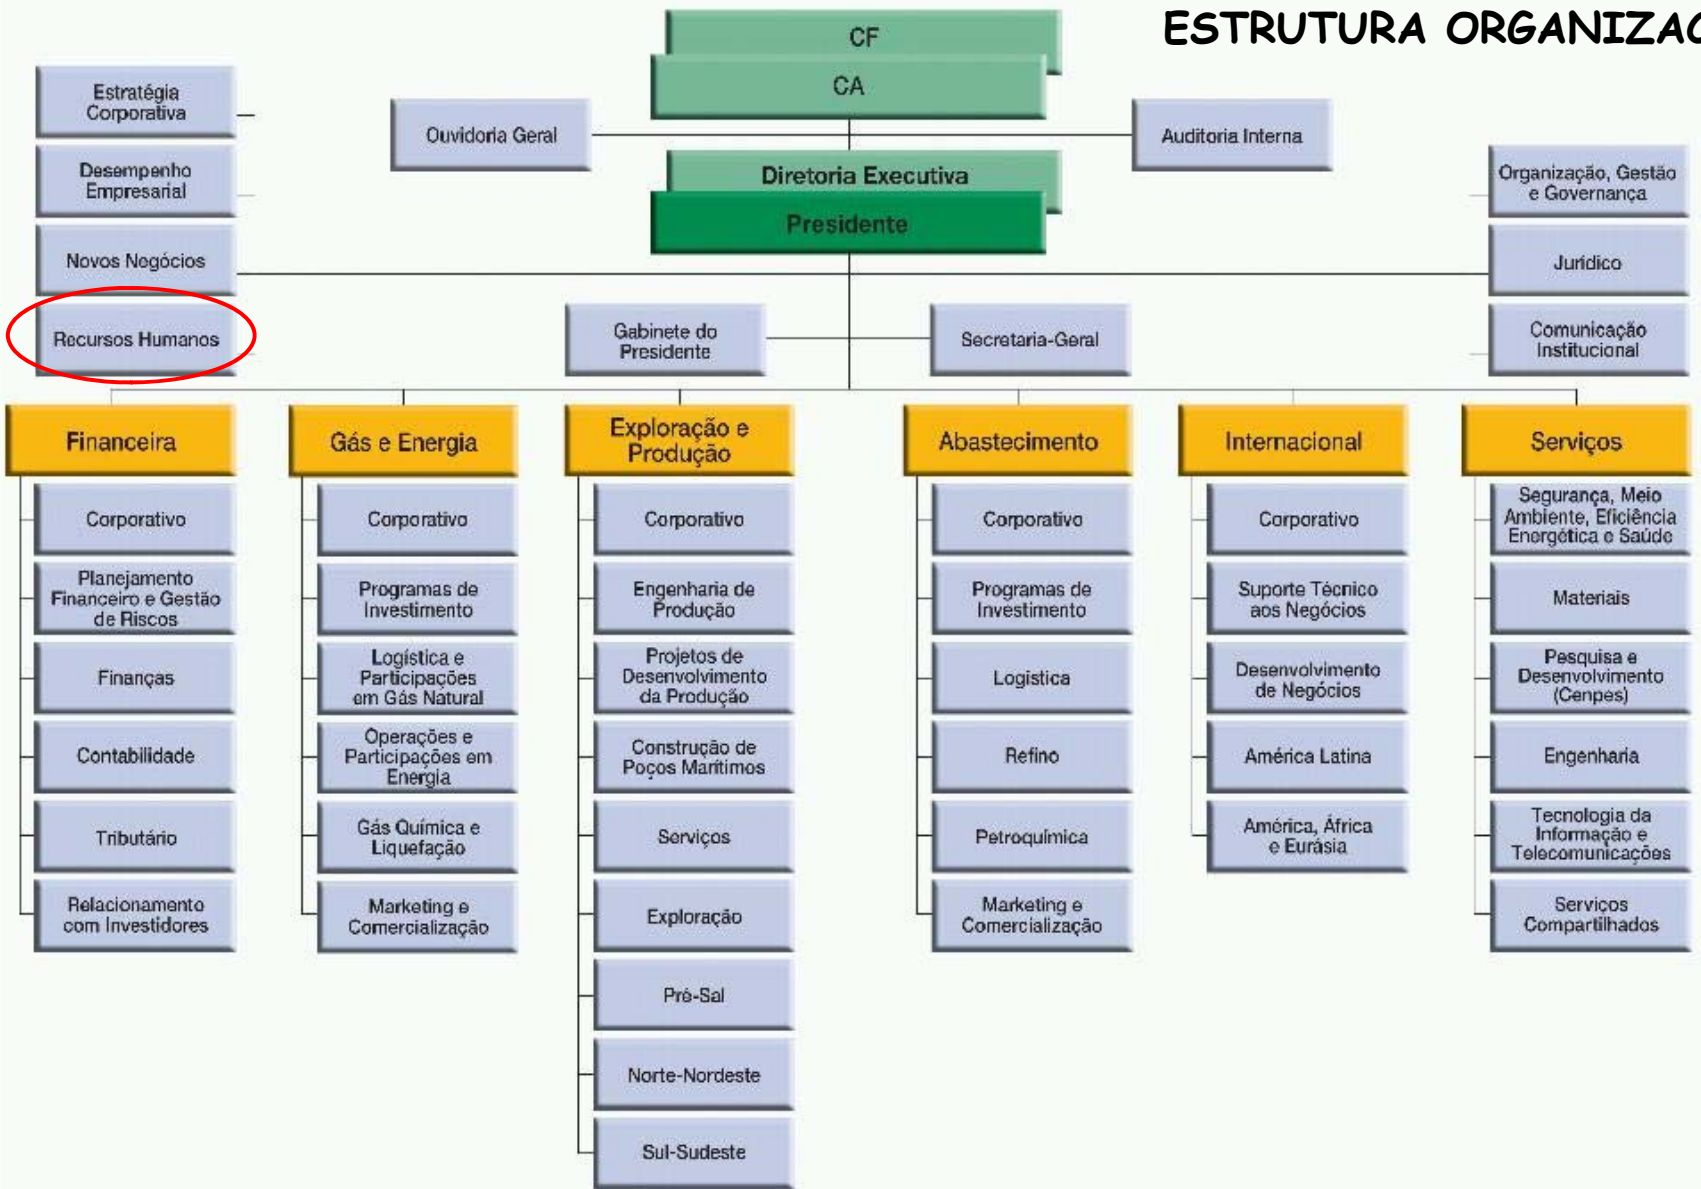 ESTRUTURA ORGANIZAC
CF
CA
Estratégia
Corporativa
Desempenho
Empresarial
Novos Negócios
Recursos Humanos
Ouvidoria Geral
Auditoria Interna
Diretoria Executiva
Presidente
Organização, Gestão
e Governança
Jurídico
Comunicação
Institucional
Gabinete do
Presidente
Secretaria-Geral
Financeira
Corporativo
Planejamento
Financeiro e Gestão
de Riscos
Finanças
Contabilidade
Tributário
Relacionamento
com Investidores
Gás e Energia
Corporativo
Programas de
Investimento
Logística e
Participações
em Gás Natural
Operações e
Participações em
Energia
Gás Química e
Liquefação
Marketing e
Comercialização
Exploração e
Produção
Corporativo
Engenharia de
Produção
Projetos de
Desenvolvimento
da Produção
Construção de
Poços Marítimos
Serviços
Exploração
Pré-Sal
Norte-Nordeste
Sul-Sudeste
Abastecimento
Corporativo
Programas de
Investimento
Logística
Refino
Petroquímica
Marketing e
Comercialização
Internacional
Corporativo
Suporte Técnico
aos Negócios
Desenvolvimento
de Negócios
América Latina
América, África
e Eurásia
Serviços
Segurança, Meio
Ambiente, Eficiência
Energética e Saúde
Materiais
Pesquisa e
Desenvolvimento
(Cenpes)
Engenharia
Tecnologia da
Informação e
Telecomunicações
Serviços
Compartilhados